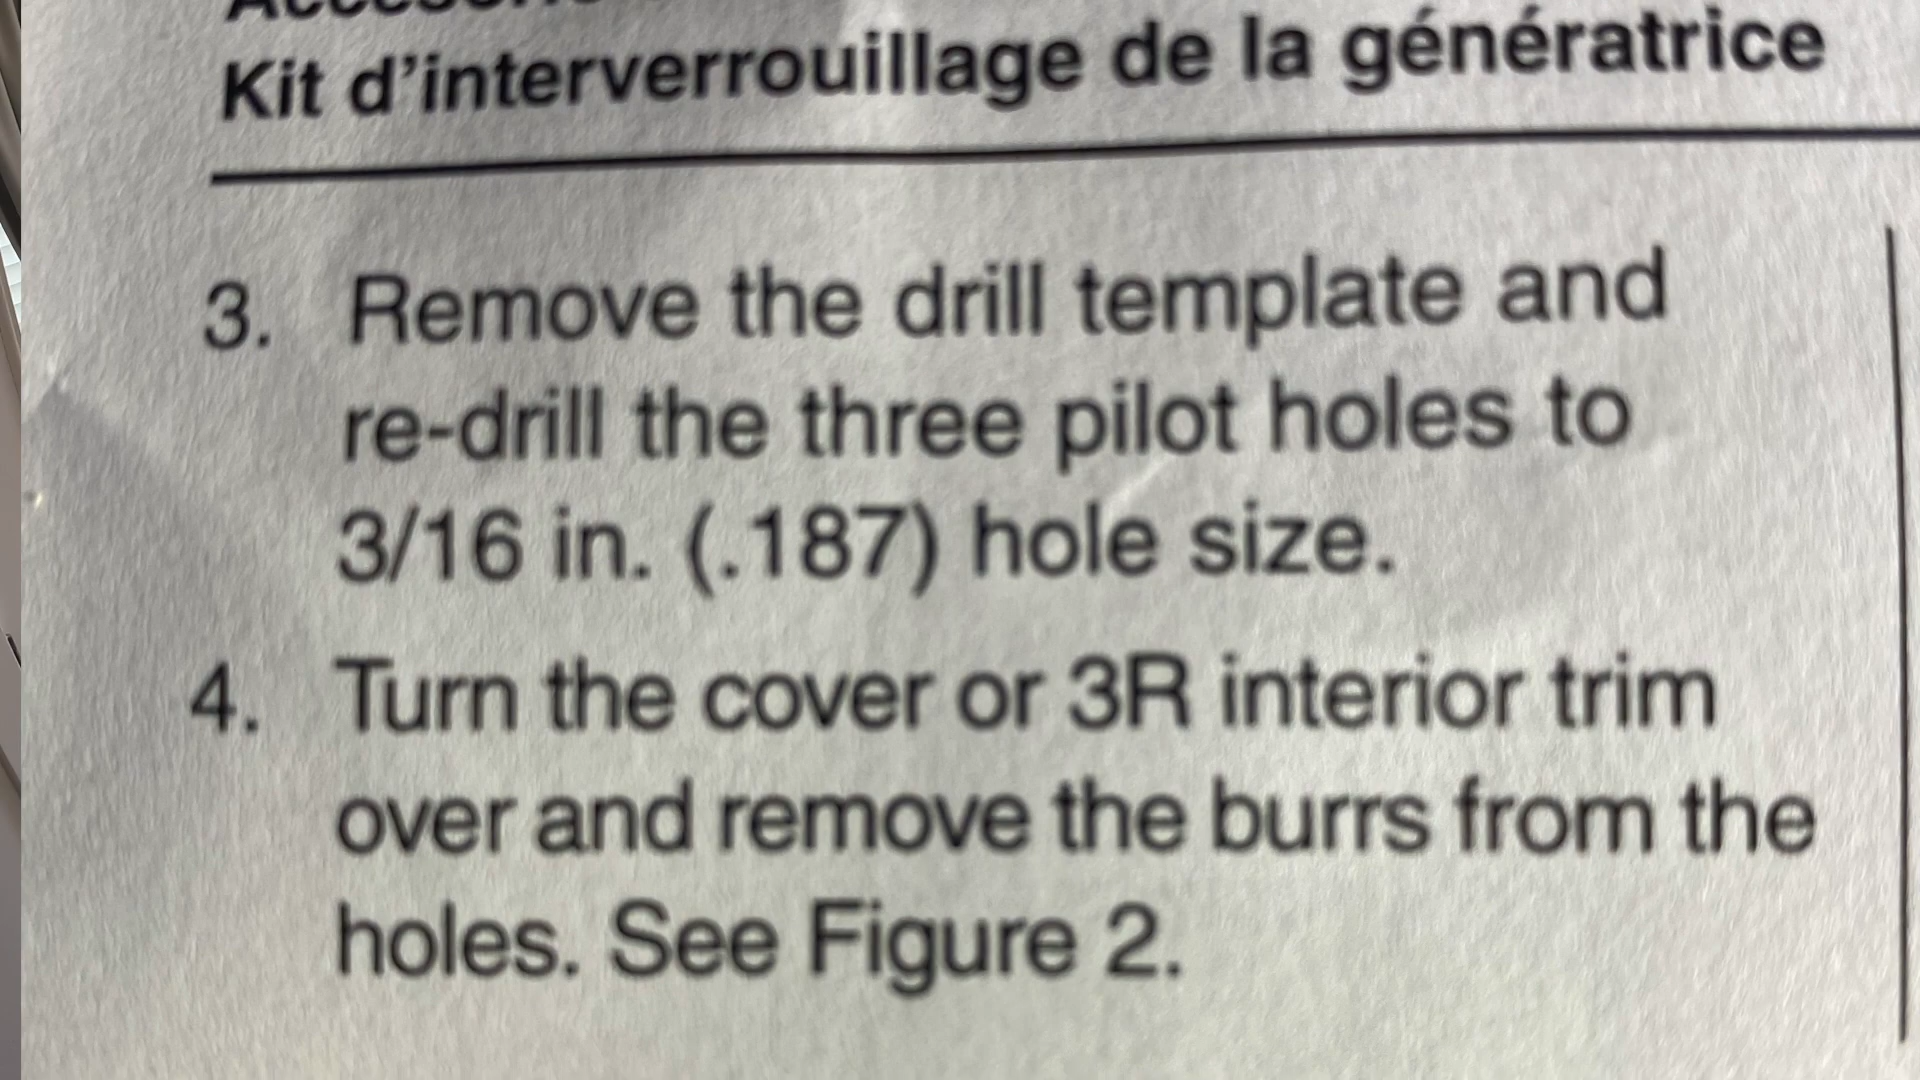 Kit d’interverrouillage de la génératrice
3. Remove the drill template and
re-drill the three pilot holes to
3/16 in. (.187) hole size.
4. Turn the cover or 3R interior trim
over and remove the burrs from the
holes. See Figure 2.